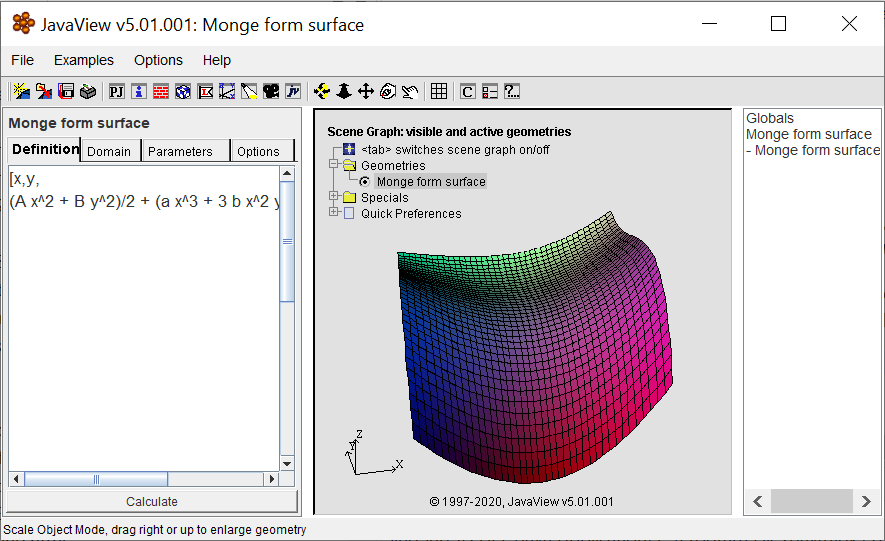 JavaView v5.01.001: Monge form surface
File Examples Options Help
PJ i C ?...
Monge form surface
Definition Domain Parameters Options
[x,y,
(A x^2 + B y^2)/2 + (a x^3 + 3 b x^2 y
Calculate
Scene Graph: visible and active geometries
<tab> switches scene graph on/off
Geometries
Monge form surface
Specials
Quick Preferences
Z
Y
X
© 1997-2020, JavaView v5.01.001
Globals
Monge form surface
- Monge form surface
Scale Object Mode, drag right or up to enlarge geometry